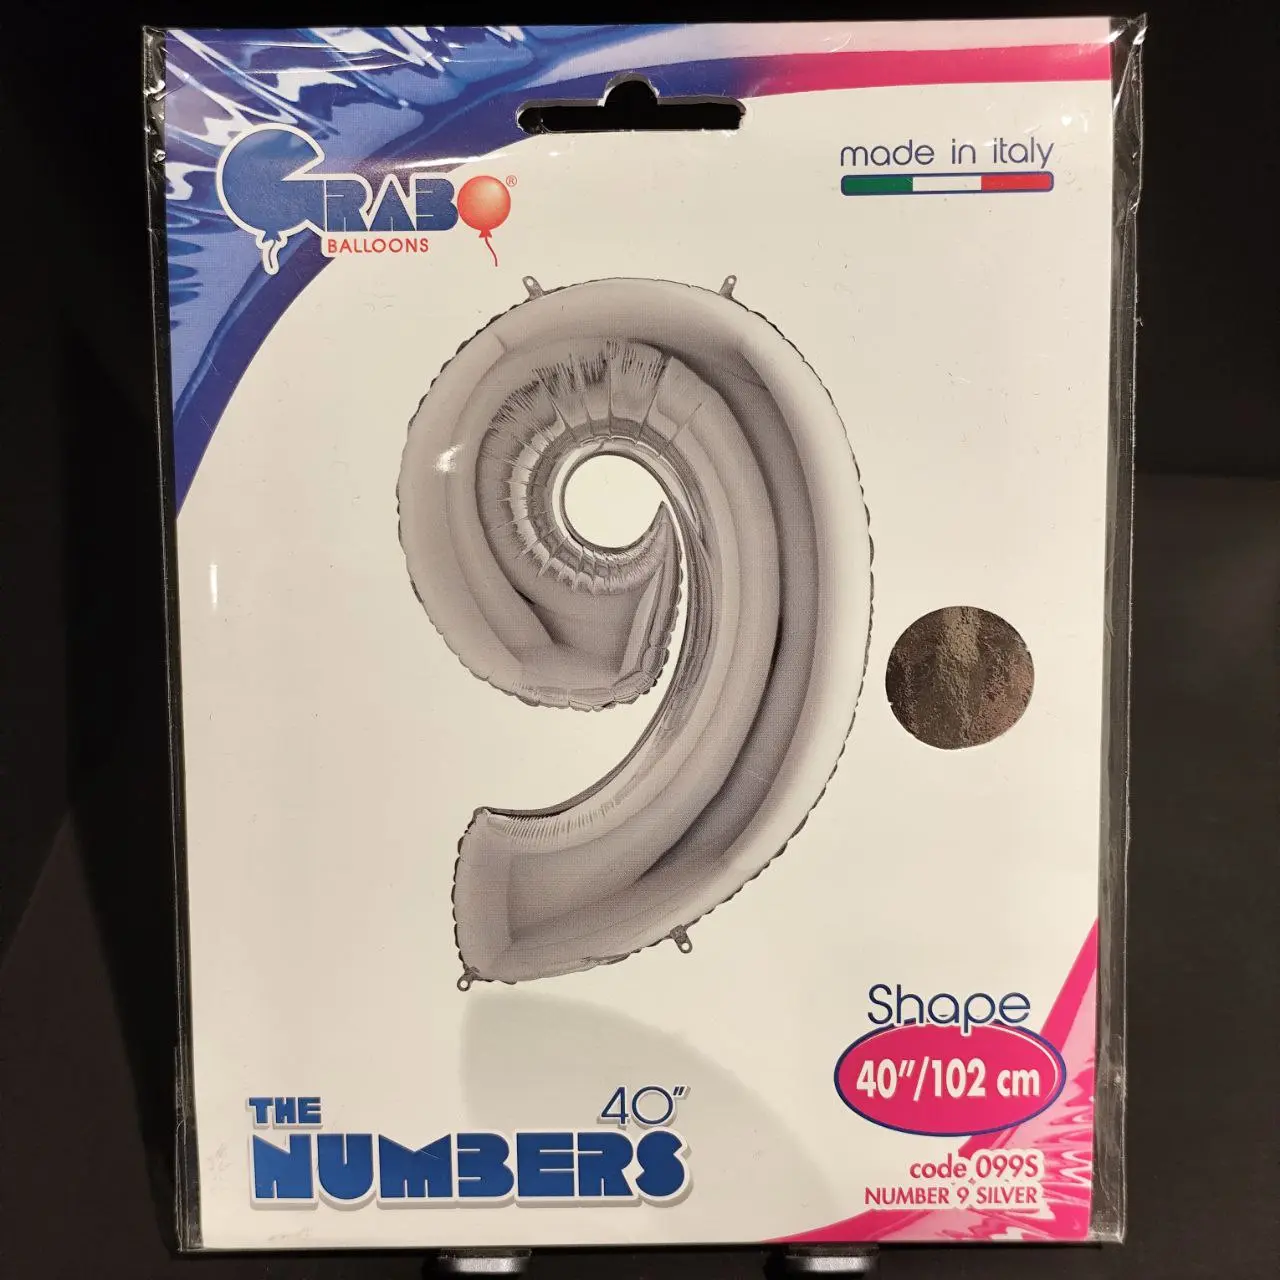 GRABO®
BALLOONS
made in italy
Shape
40"/102 cm
THE 40"
NUMBERS
code 099S
NUMBER 9 SILVER